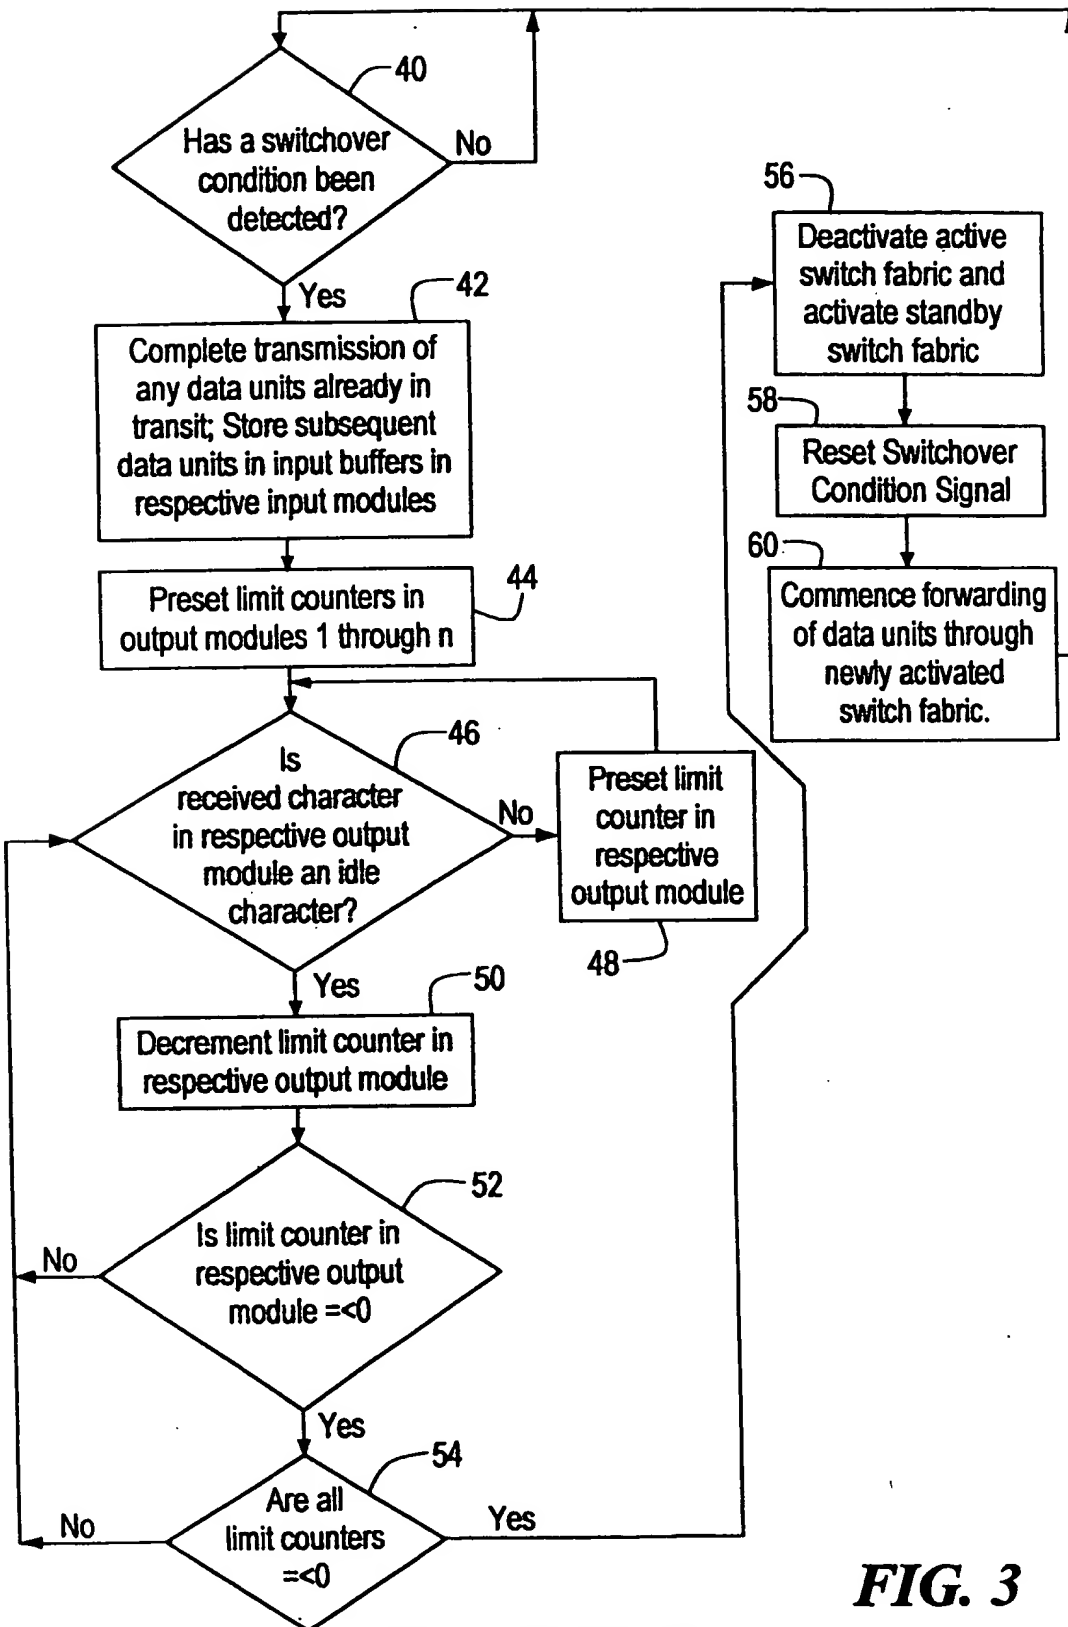 40
Has a switchover
condition been
detected?
No
Yes
42
Complete transmission of
any data units already in
transit; Store subsequent
data units in input buffers in
respective input modules
44
Preset limit counters in
output modules 1 through n
46
Is
received character
in respective output
module an idle
character?
No
Preset limit
counter in
respective
output module
48
Yes
50
Decrement limit counter in
respective output module
52
Is limit counter in
respective output
module =<0
No
Yes
54
Are all
limit counters
=<0
No
Yes
56
Deactivate active
switch fabric and
activate standby
switch fabric
58
Reset Switchover
Condition Signal
60
Commence forwarding
of data units through
newly activated
switch fabric.
FIG. 3